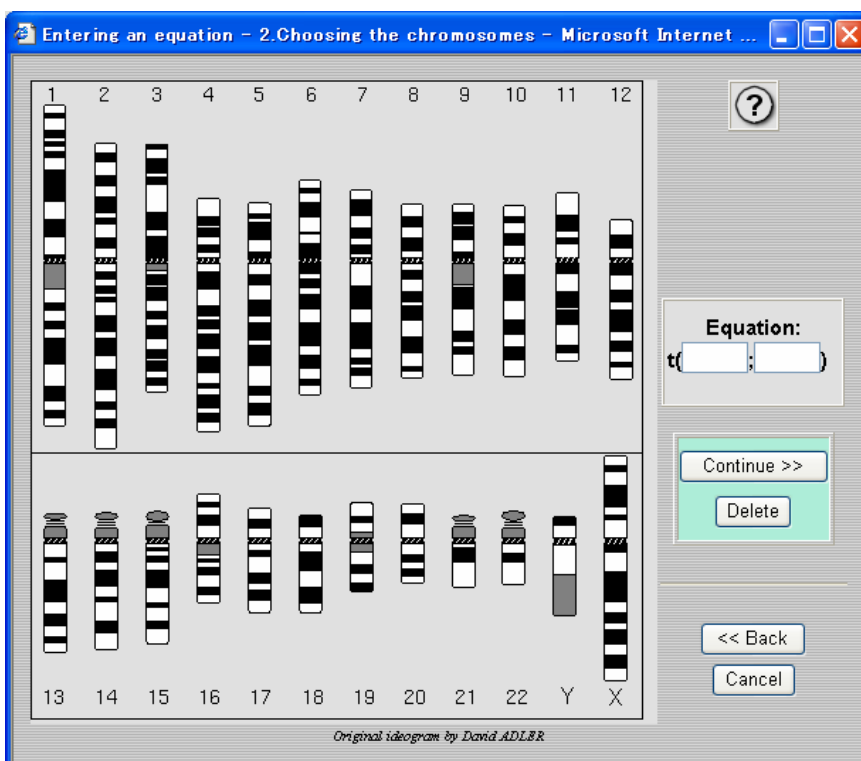 Entering an equation - 2.Choosing the chromosomes - Microsoft Internet ...
1 2 3 4 5 6 7 8 9 10 11 12
?
Equation:
t( ; )
Continue >>
Delete
13 14 15 16 17 18 19 20 21 22 Y X
<< Back
Cancel
Original ideogram by David ADLER